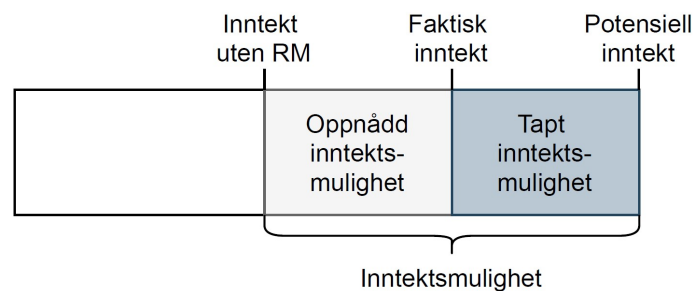 Inntekt
uten RM
Faktisk
inntekt
Potensiell
inntekt
Oppnådd
inntekts-
mulighet
Tapt
inntekts-
mulighet
Inntektsmulighet